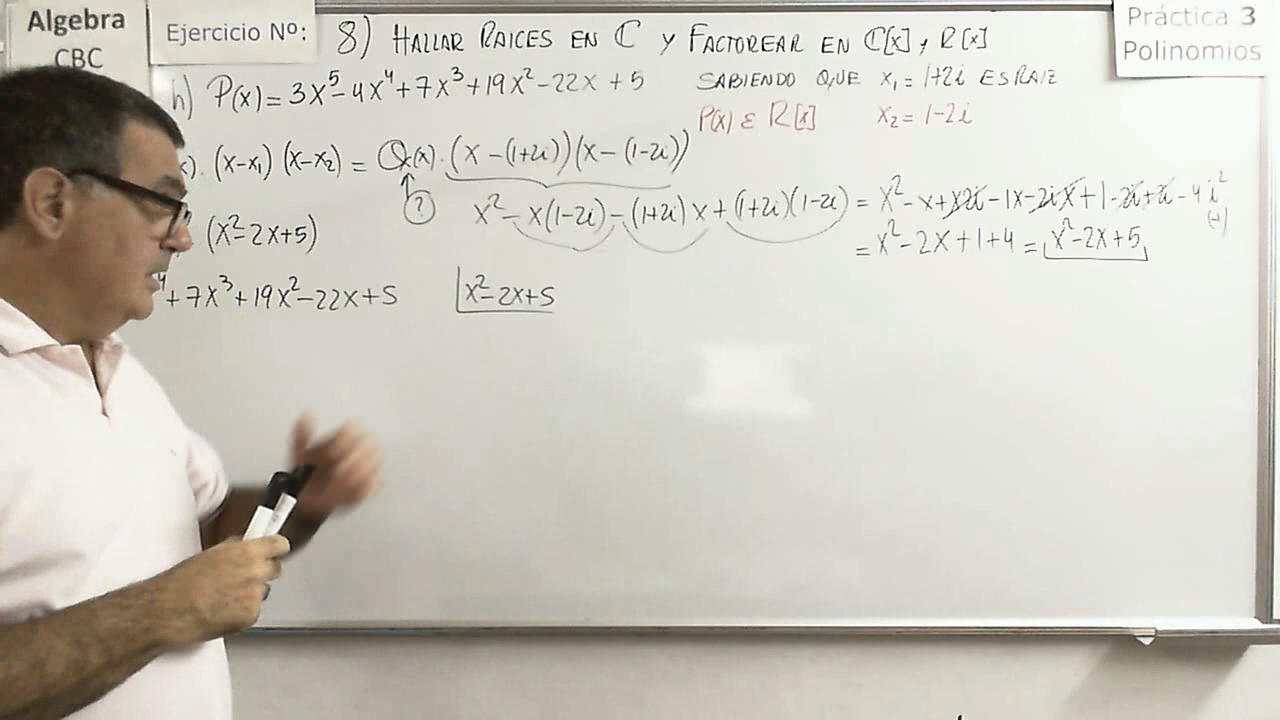 Algebra
CBC
Ejercicio Nº:
8) HALLAR RAICES EN ℂ Y FACTOREAR EN ℂ[x] y R[x]
Práctica 3
Polinomios
h) P(x) = 3x⁵ - 4x⁴ + 7x³ + 19x² - 22x + 5
SABIENDO QUE x₁ = 1+2i ES RAIZ
P(x) ε R[x] x₂ = 1-2i
). (x-x₁) (x-x₂) = Q(x) . (x - (1+2i)) (x - (1-2i))
?
x² - x(1-2i) - (1+2i)x + (1+2i)(1-2i) = x² - x + x2i - 1x - 2ix + 1 - 2i + 2i - 4i²
(-1)
= x² - 2x + 1 + 4 = x² - 2x + 5
(x² - 2x + 5)
⁴ + 7x³ + 19x² - 22x + 5 x² - 2x + 5